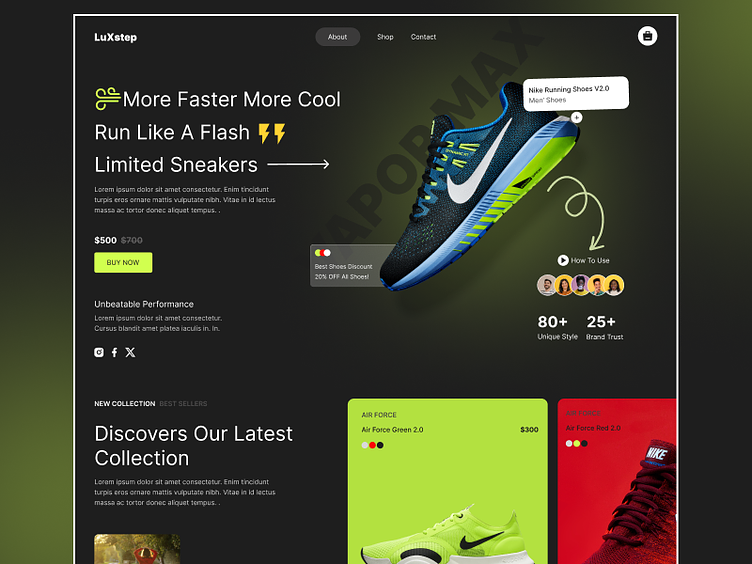 LuXstep
About
Shop
Contact
VAPOR MAX
More Faster More Cool
Run Like A Flash
Limited Sneakers
Lorem ipsum dolor sit amet consectetur. Enim tincidunt
turpis eros ornare mattis vulputate nibh. Vitae in id lectus
massa ac tortor donec aliquet tempus. .
$500 $700
BUY NOW
Unbeatable Performance
Lorem ipsum dolor sit amet consectetur.
Cursus blandit amet platea iaculis in. In.
Nike Running Shoes V2.0
Men' Shoes
Best Shoes Discount
20% OFF All Shoes!
How To Use
80+
Unique Style
25+
Brand Trust
NEW COLLECTION BEST SELLERS
Discovers Our Latest
Collection
Lorem ipsum dolor sit amet consectetur. Enim tincidunt
turpis eros ornare mattis vulputate nibh. Vitae in id lectus
massa ac tortor donec aliquet tempus. .
AIR FORCE
Air Force Green 2.0
$300
AIR FORCE
Air Force Red 2.0
NIKE